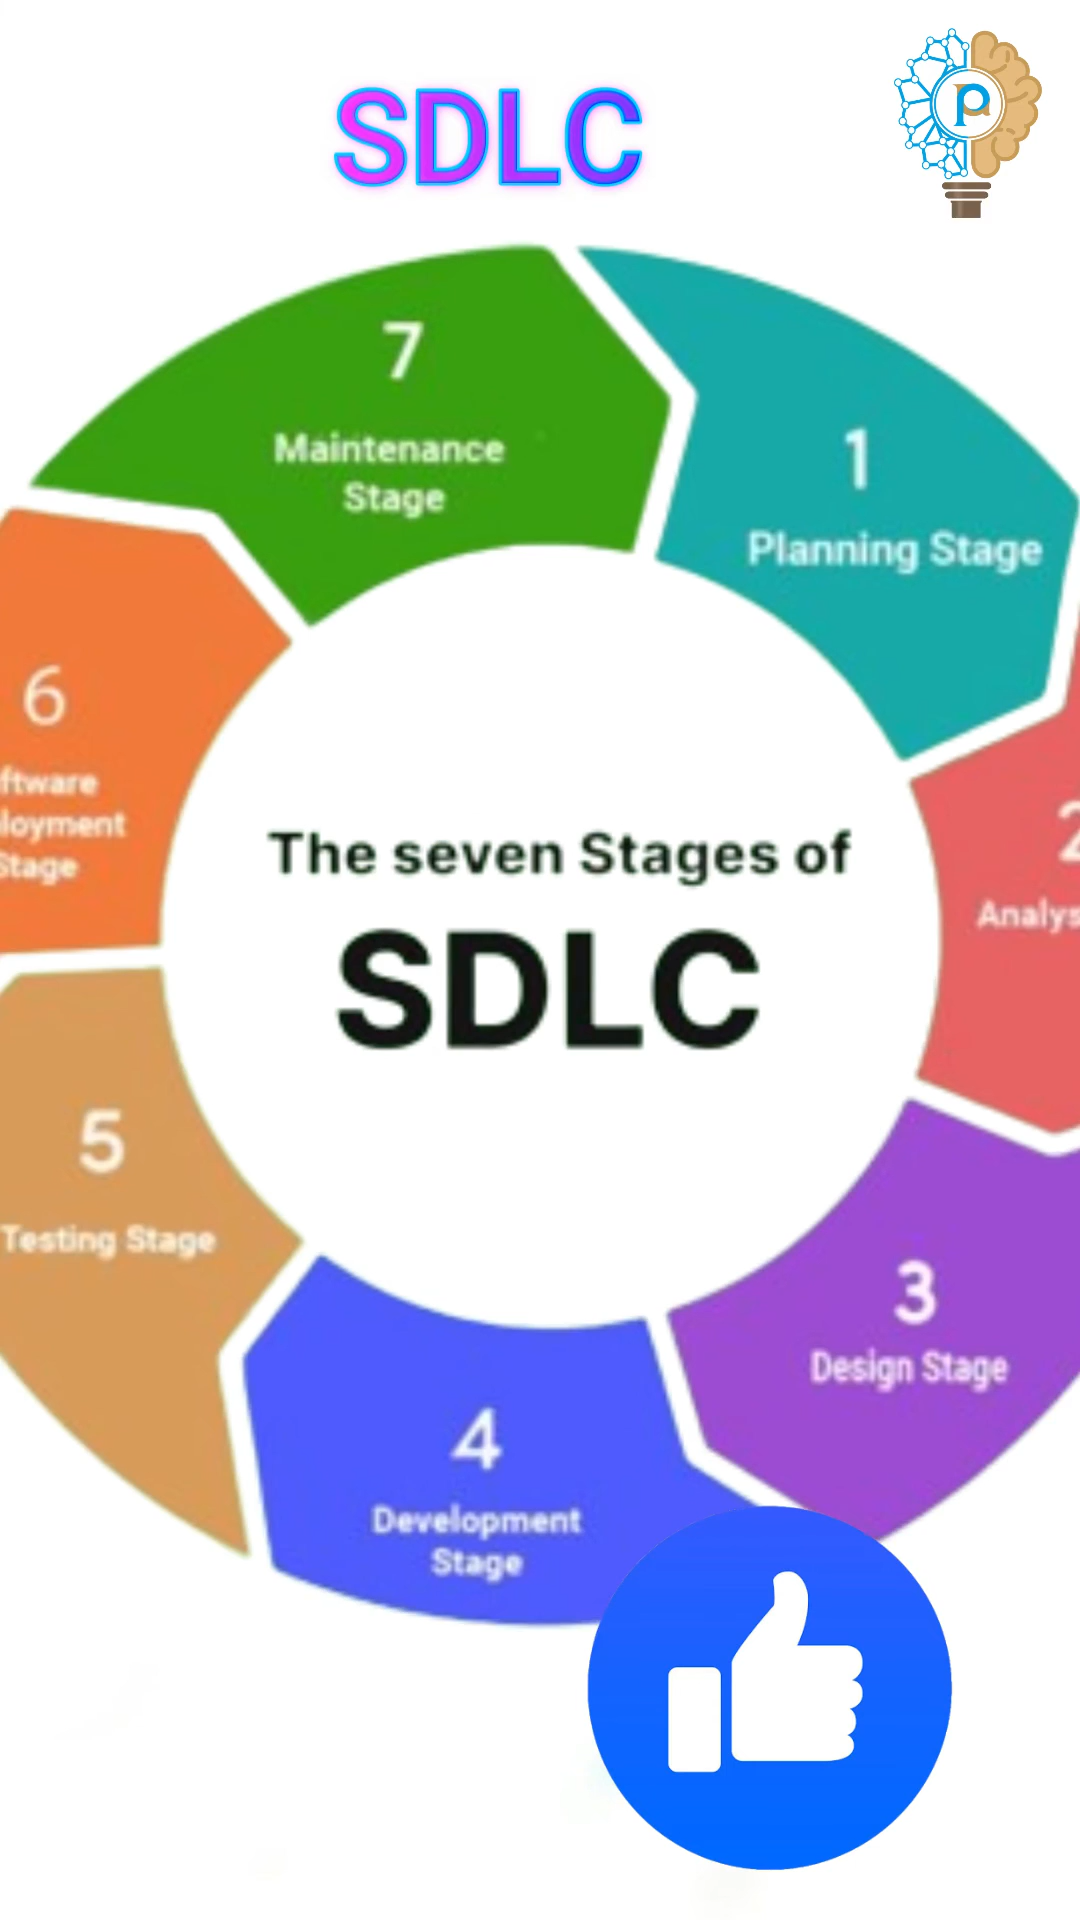 SDLC
7
Maintenance
Stage
1
Planning Stage
2
Analys
3
Design Stage
4
Development
Stage
5
Testing Stage
6
ftware
loyment
Stage
The seven Stages of
SDLC